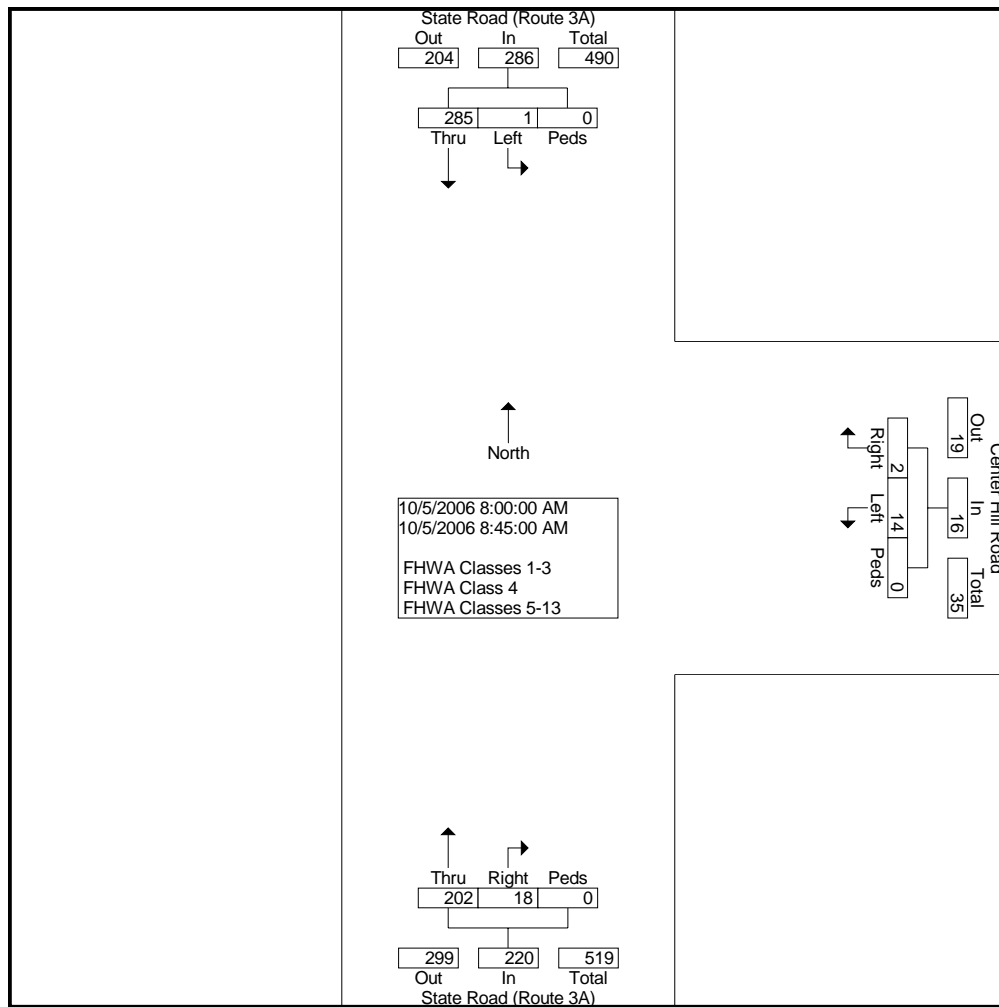 State Road (Route 3A)
Out In Total
204 286 490
285 1 0
Thru Left Peds
North
10/5/2006 8:00:00 AM
10/5/2006 8:45:00 AM
FHWA Classes 1-3
FHWA Class 4
FHWA Classes 5-13
Center Hill Road
Out In Total
19 16 35
2 14 0
Right Left Peds
Thru Right Peds
202 18 0
299 220 519
Out In Total
State Road (Route 3A)